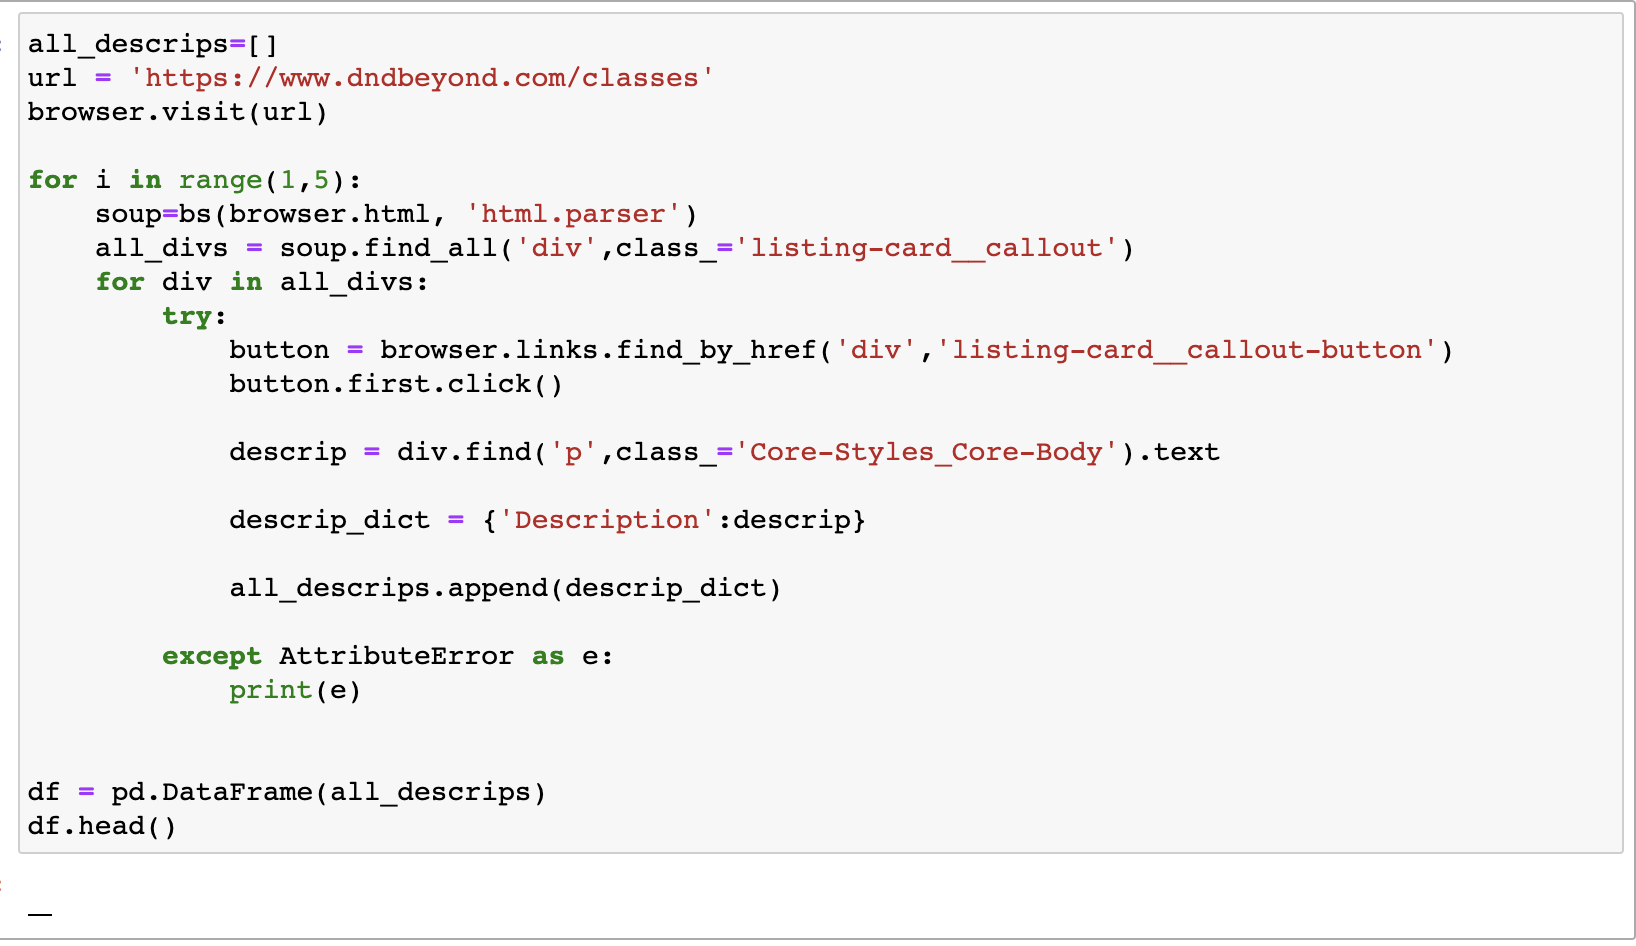 all_descrips=[]
url = 'https://www.dndbeyond.com/classes'
browser.visit(url)
for i in range(1,5):
    soup=bs(browser.html, 'html.parser')
    all_divs = soup.find_all('div',class_='listing-card__callout')
    for div in all_divs:
        try:
            button = browser.links.find_by_href('div','listing-card__callout-button')
            button.first.click()
            descrip = div.find('p',class_='Core-Styles_Core-Body').text
            descrip_dict = {'Description':descrip}
            all_descrips.append(descrip_dict)
        except AttributeError as e:
            print(e)
df = pd.DataFrame(all_descrips)
df.head()